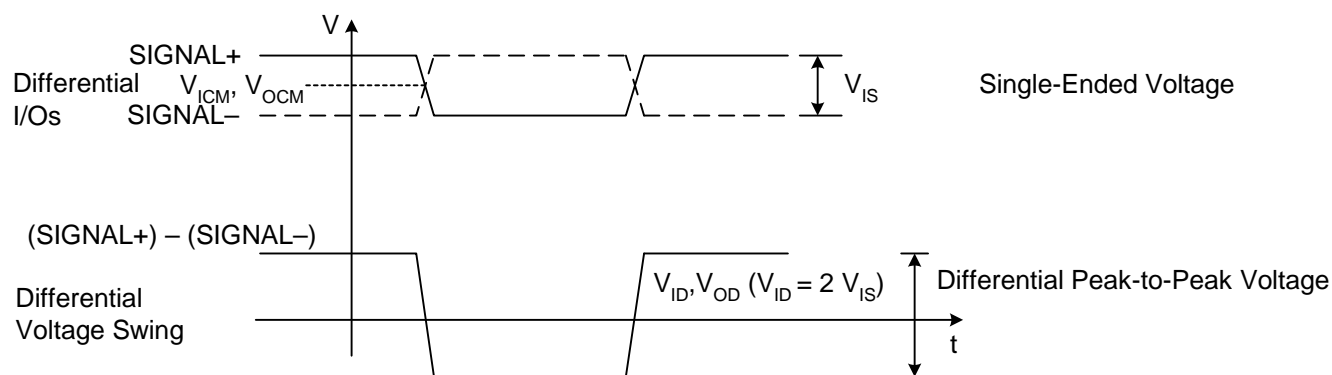 V
SIGNAL+
Differential I/Os
V_ICM, V_OCM
SIGNAL–
V_IS
Single-Ended Voltage
(SIGNAL+) – (SIGNAL–)
Differential
Voltage Swing
V_ID,V_OD (V_ID = 2 V_IS)
Differential Peak-to-Peak Voltage
t